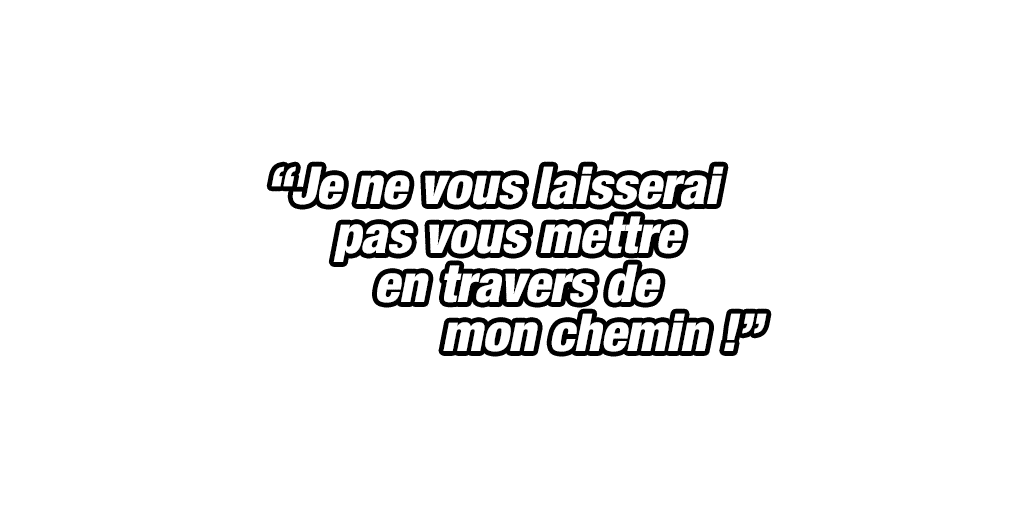 “Je ne vous laisserai
pas vous mettre
en travers de
mon chemin !”